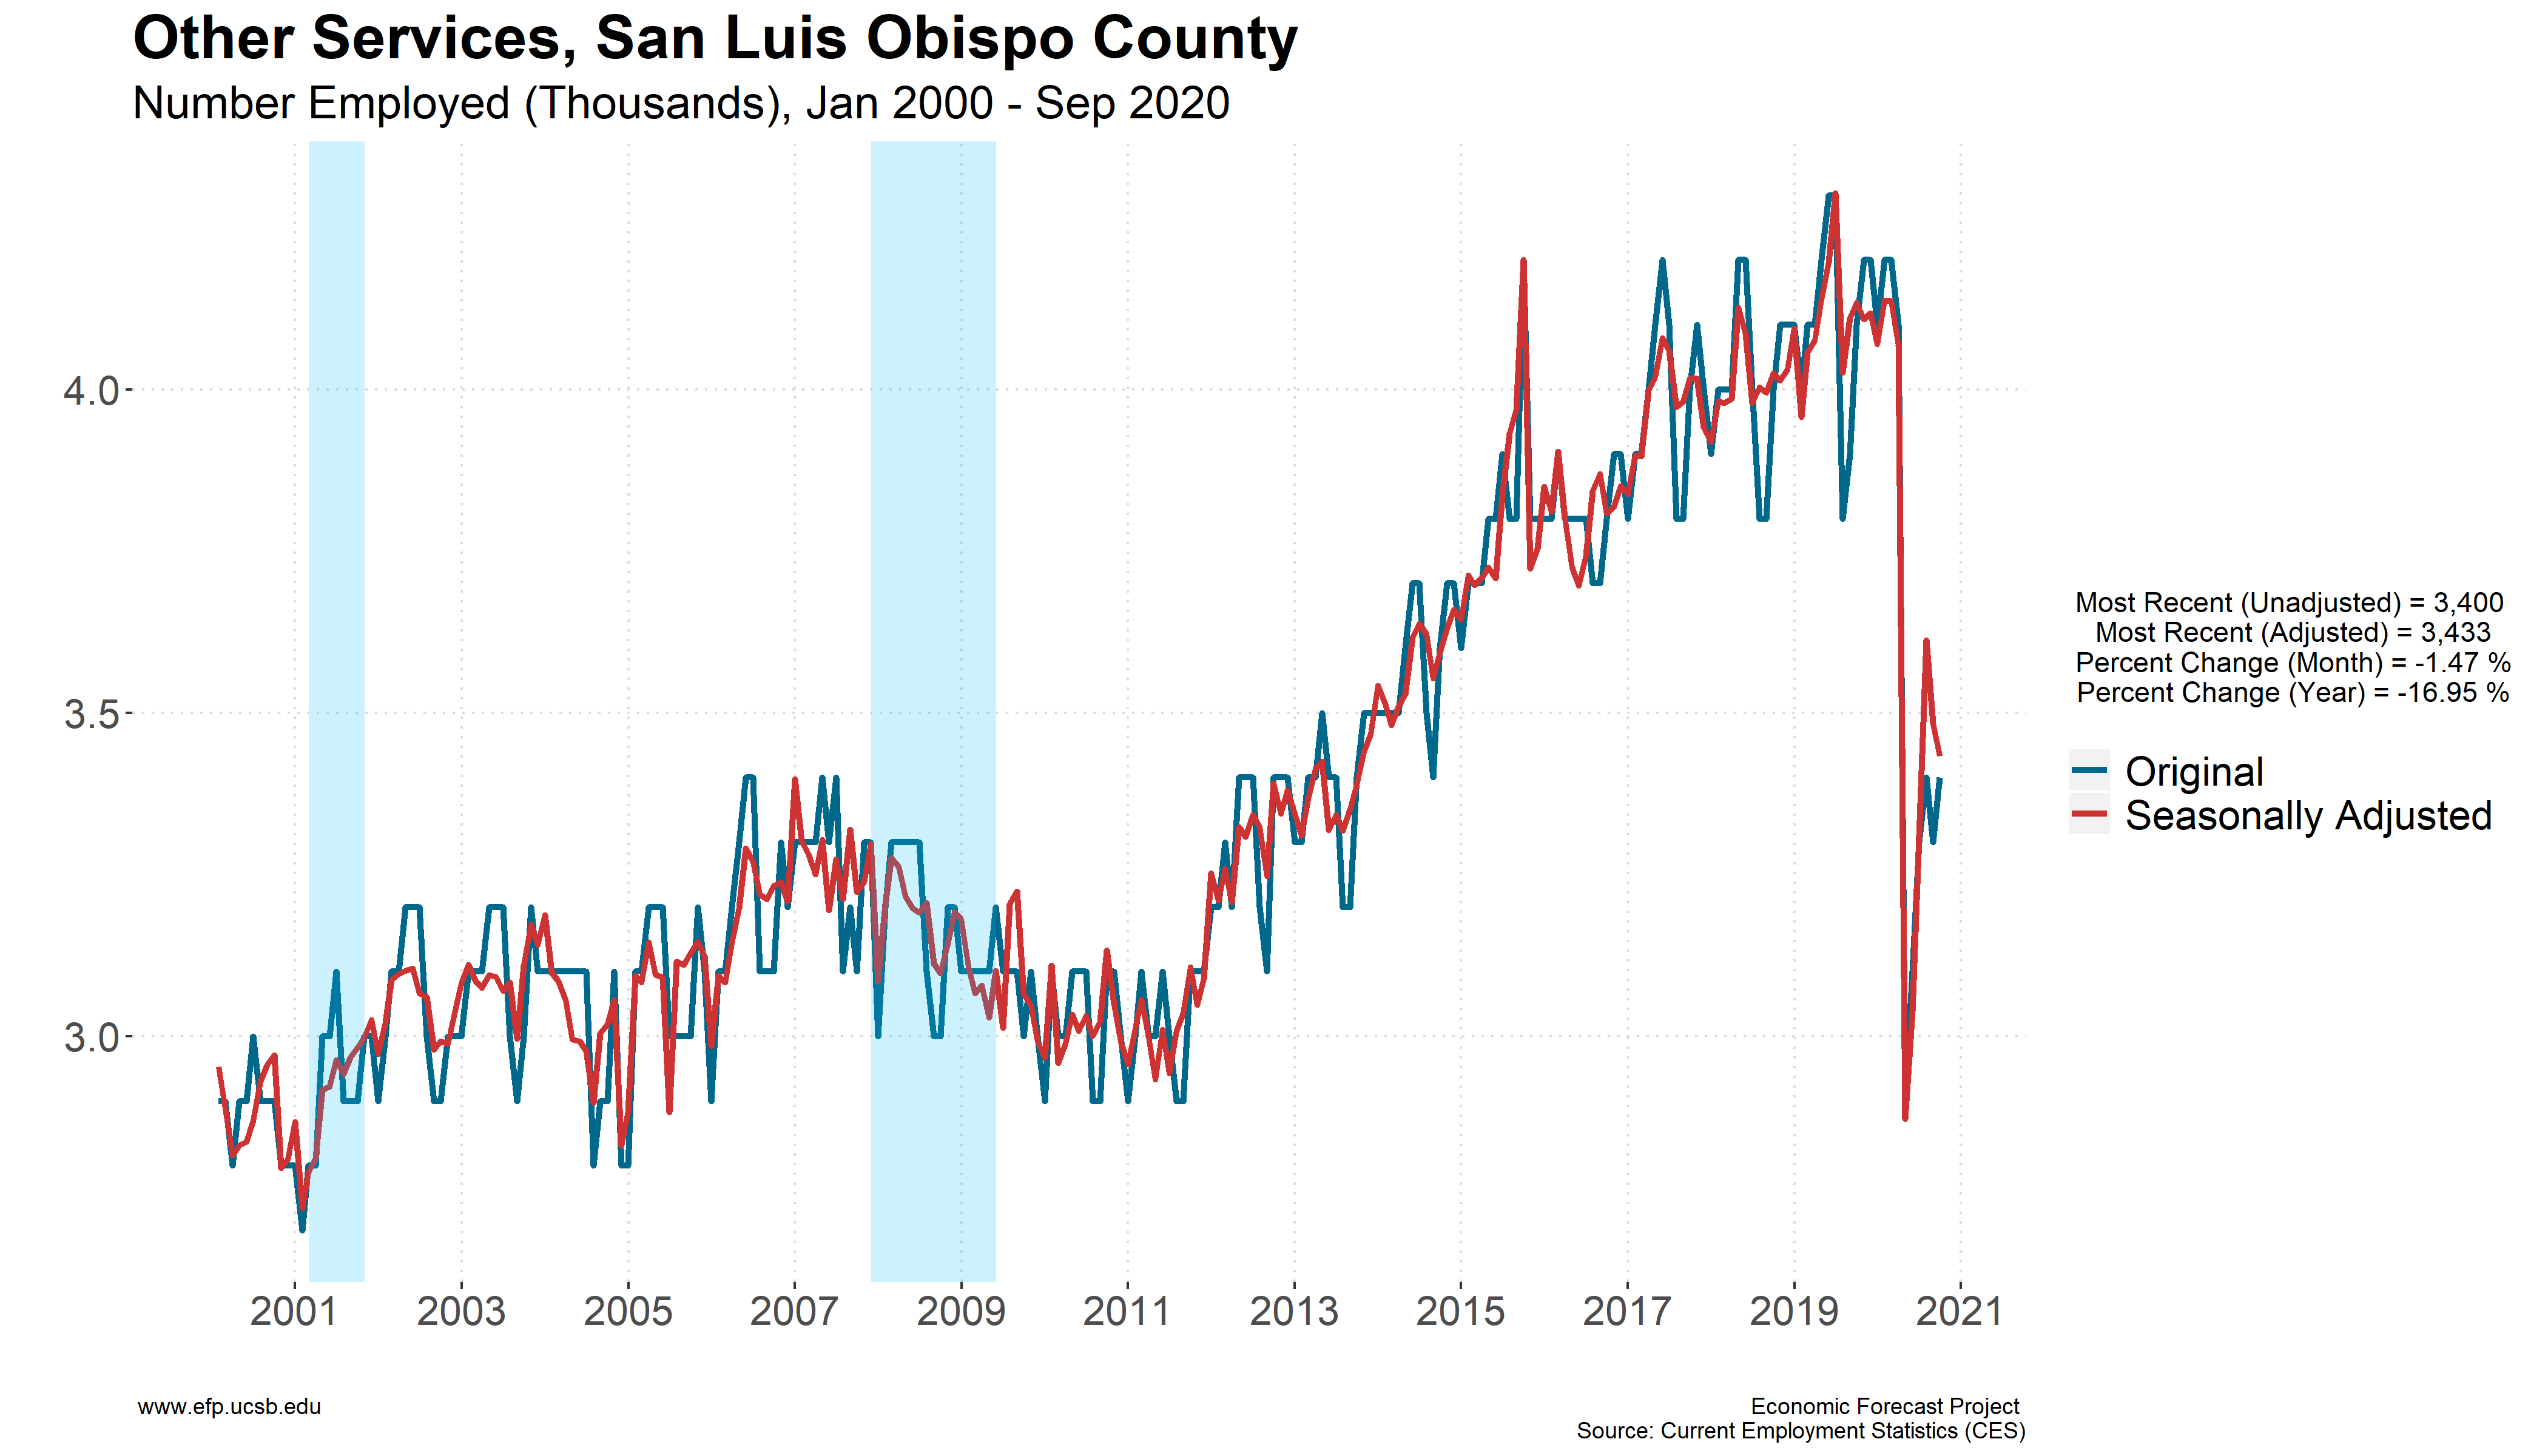 Other Services, San Luis Obispo County
Number Employed (Thousands), Jan 2000 - Sep 2020
4.0
3.5
3.0
2001 2003 2005 2007 2009 2011 2013 2015 2017 2019 2021
Most Recent (Unadjusted) = 3,400
Most Recent (Adjusted) = 3,433
Percent Change (Month) = -1.47 %
Percent Change (Year) = -16.95 %
Original
Seasonally Adjusted
www.efp.ucsb.edu
Economic Forecast Project
Source: Current Employment Statistics (CES)